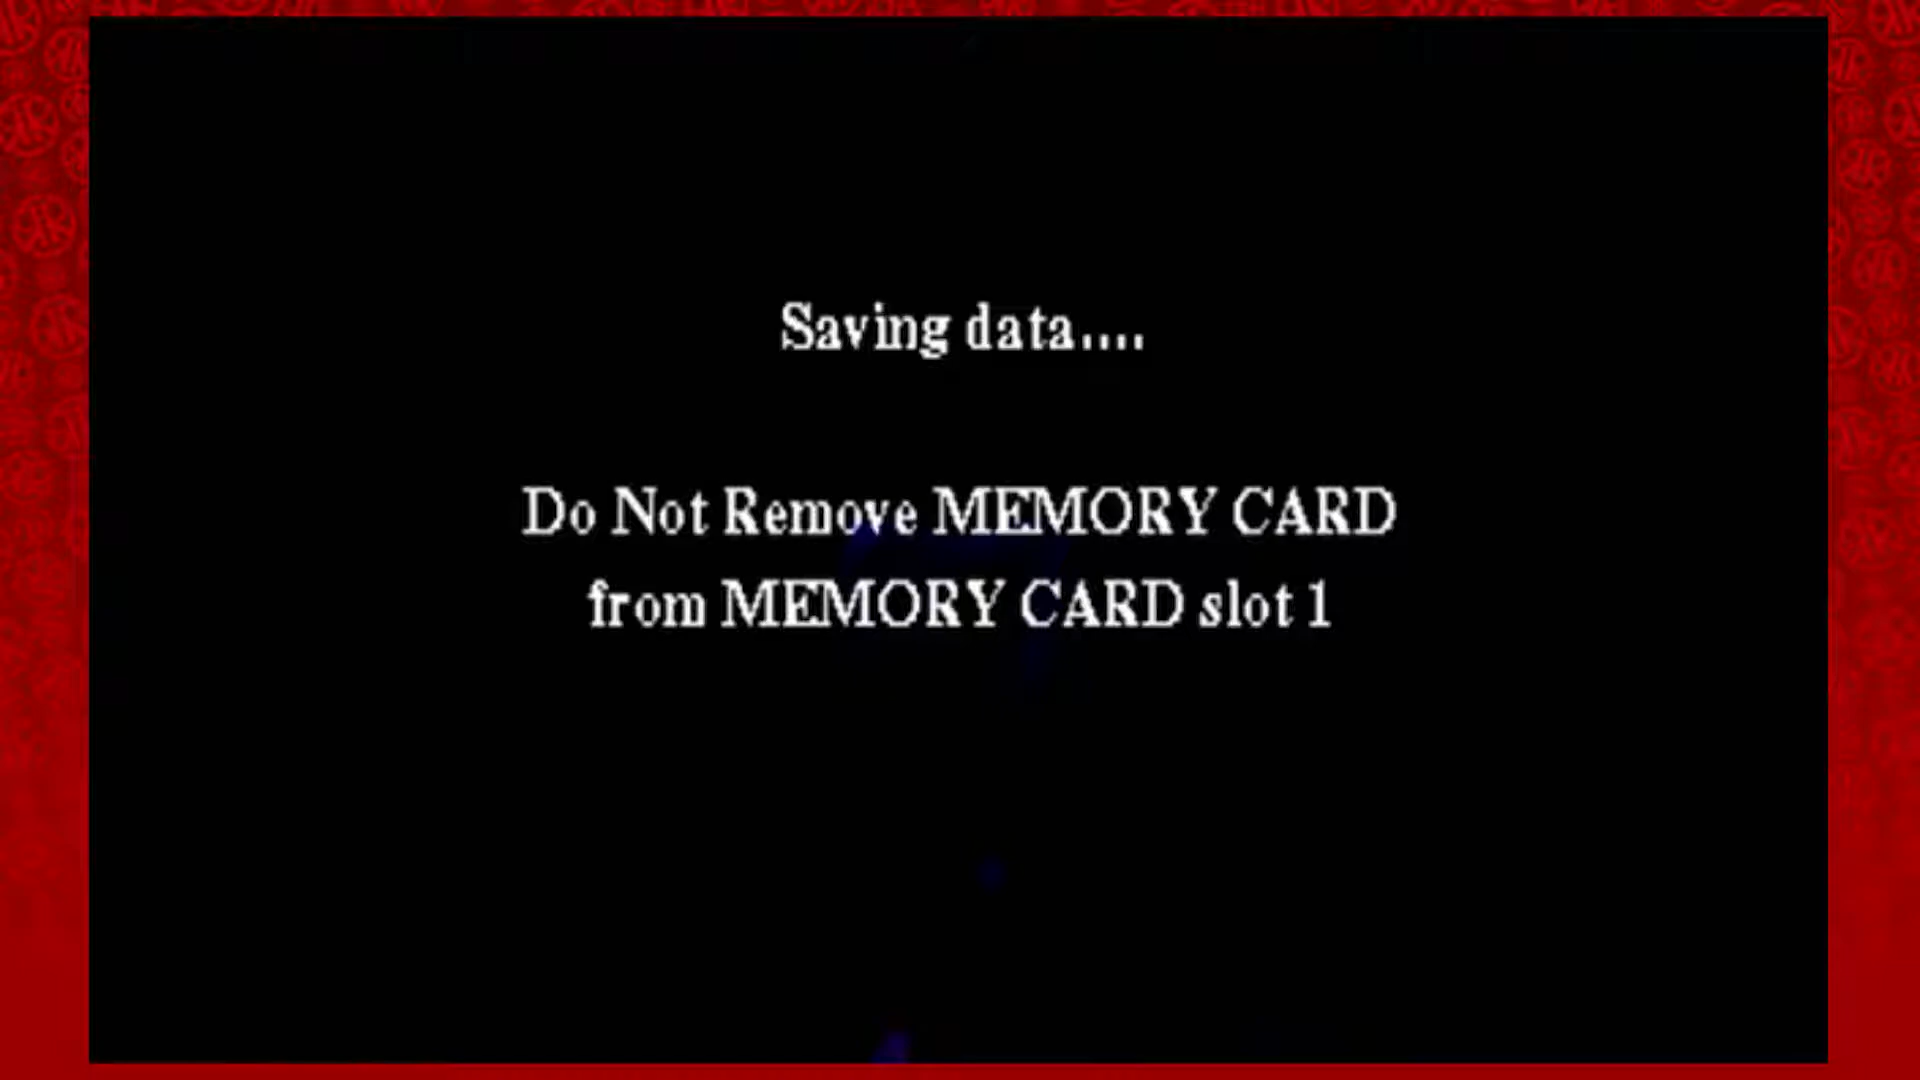 Saving data....
Do Not Remove MEMORY CARD
from MEMORY CARD slot 1